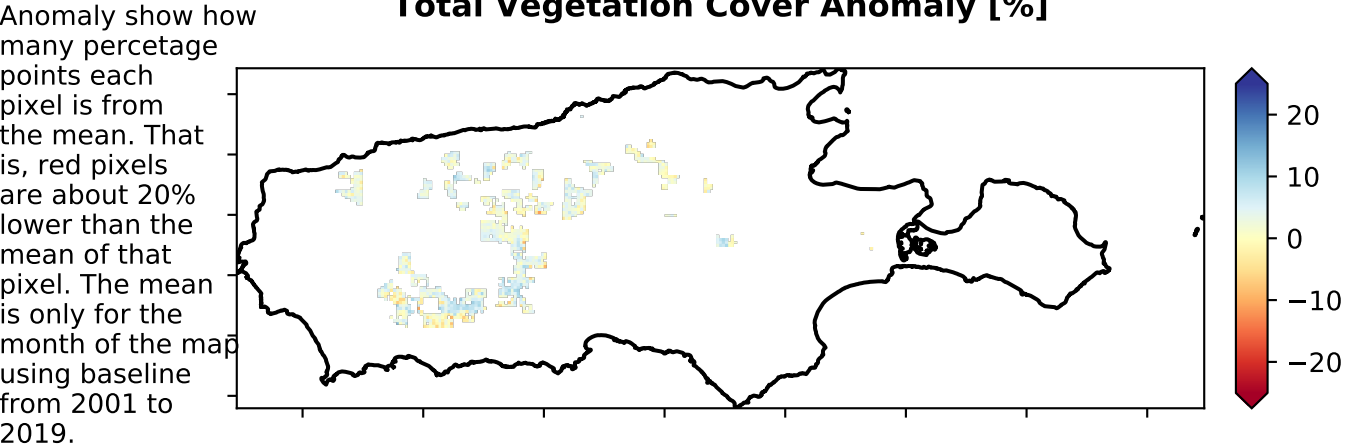 Total Vegetation Cover Anomaly [%]
Anomaly show how
many percetage
points each
pixel is from
the mean. That
is, red pixels
are about 20%
lower than the
mean of that
pixel. The mean
is only for the
month of the map
using baseline
from 2001 to
2019.
20
10
0
−10
−20